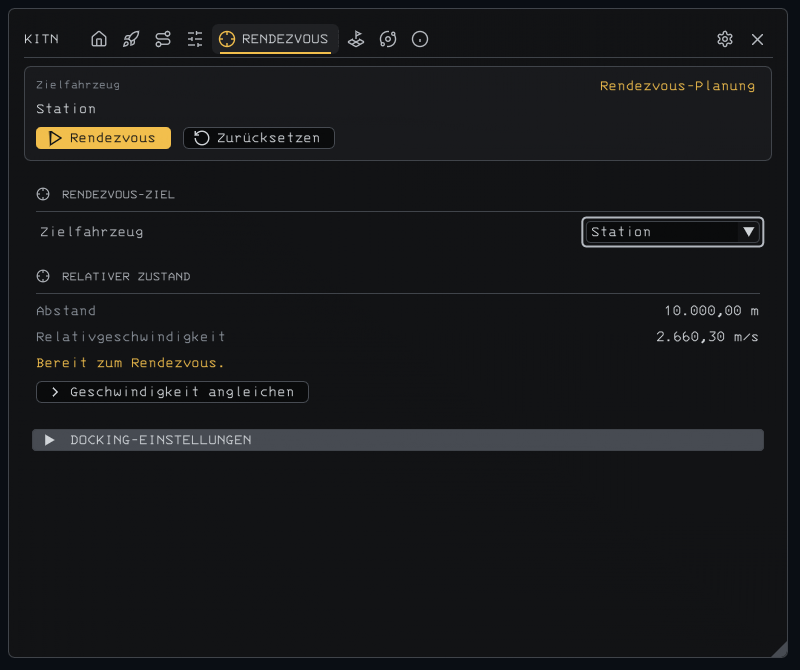 KITN RENDEZVOUS
Zielfahrzeug
Rendezvous-Planung
Station
Rendezvous Zurücksetzen
RENDEZVOUS-ZIEL
Zielfahrzeug Station
RELATIVER ZUSTAND
Abstand 10.000,00 m
Relativgeschwindigkeit 2.660,30 m/s
Bereit zum Rendezvous.
Geschwindigkeit angleichen
DOCKING-EINSTELLUNGEN